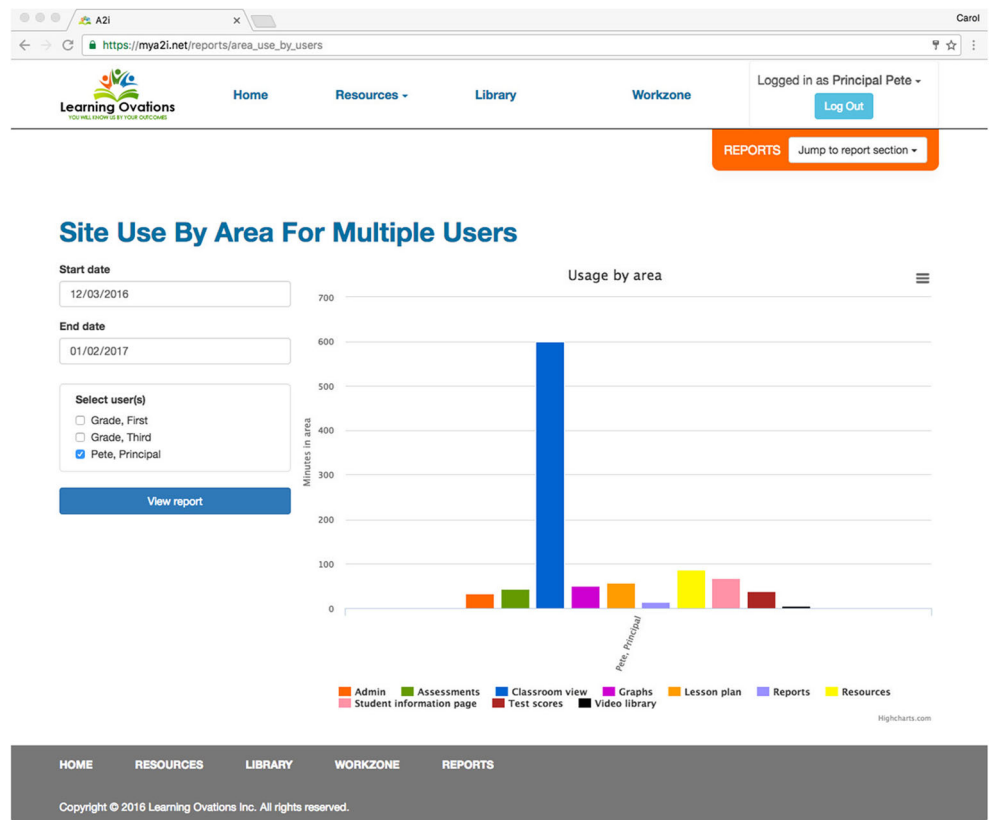 A2i
Carol
https://mya2i.net/reports/area_use_by_users
Learning Ovations
YOU WILL KNOW US BY YOUR OUTCOMES
Home Resources Library Workzone
Logged in as Principal Pete
Log Out
REPORTS Jump to report section
Site Use By Area For Multiple Users
Start date
12/03/2016
End date
01/02/2017
Select user(s)
Grade, First
Grade, Third
Pete, Principal
View report
Usage by area
Minutes in area
700
600
500
400
300
200
100
0
Pete, Principal
Admin Assessments Classroom view Graphs Lesson plan Reports Resources
Student information page Test scores Video library
Highcharts.com
HOME RESOURCES LIBRARY WORKZONE REPORTS
Copyright © 2016 Learning Ovations Inc. All rights reserved.